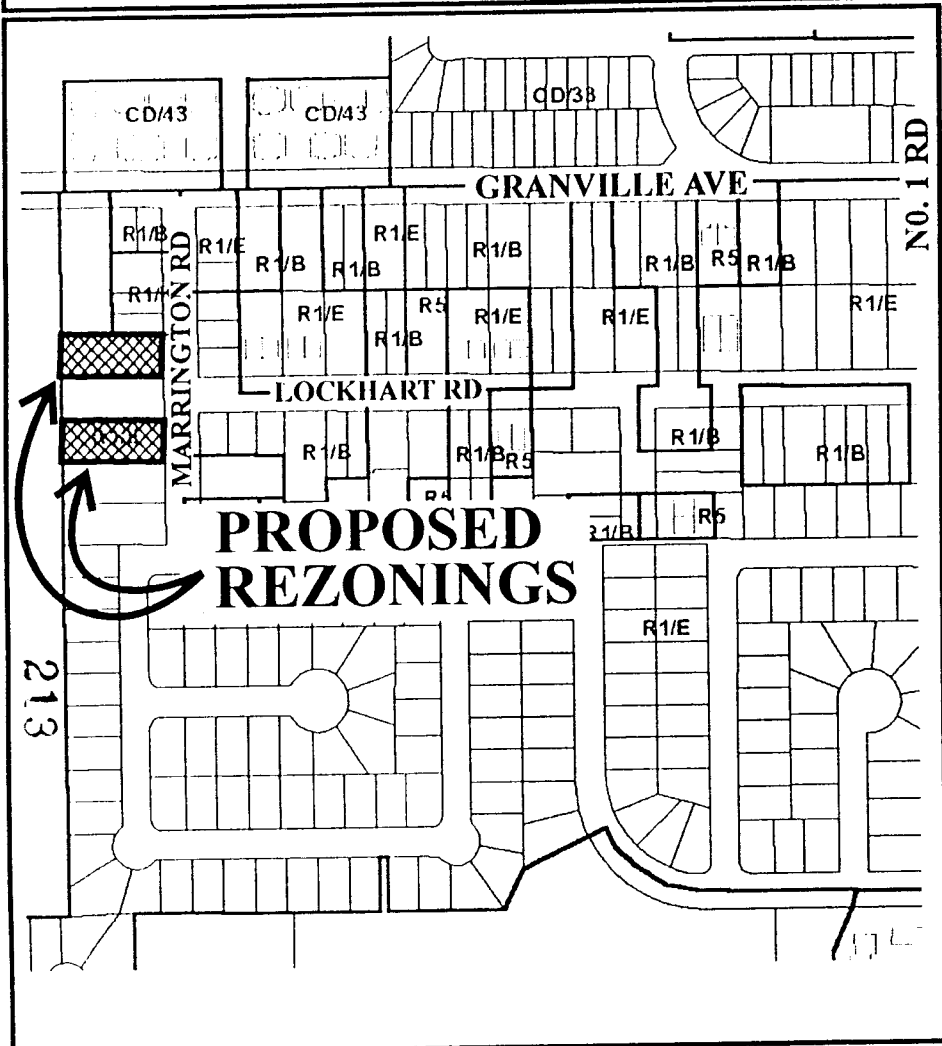 CD/43
CD/43
CD/38
GRANVILLE AVE
NO. 1 RD
R1/B
MARRINGTON RD
R1/E
R1/B
R1/B
R1/E
R1/B
R1/B
R5
R1/B
R1/E
R5
R1/E
R1/B
R1/E
R1/E
LOCKHART RD
R1/B
R1/B
R5
R1/B
R1/B
R5
R1/B
PROPOSED
REZONINGS
R1/E
213